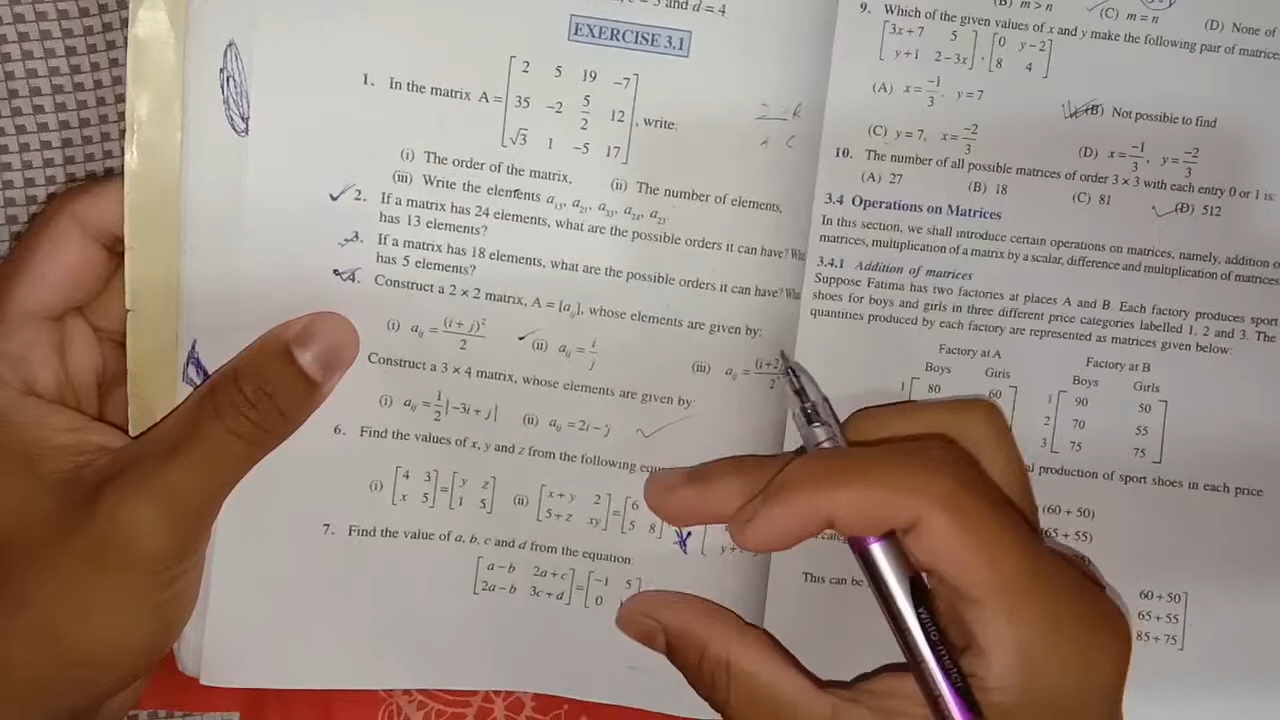 and d = 4
EXERCISE 3.1
1. In the matrix A = [2 5 19 −7; 35 −2 5/2 12; √3 1 −5 17], write:
(i) The order of the matrix, (ii) The number of elements,
(iii) Write the elements a₁₃, a₂₁, a₃₃, a₂₄, a₂₃.
2. If a matrix has 24 elements, what are the possible orders it can have?
has 13 elements?
3. If a matrix has 18 elements, what are the possible orders it can have?
has 5 elements?
4. Construct a 2 × 2 matrix, A = [aᵢⱼ], whose elements are given by:
(i) aᵢⱼ = (i + j)²/2 (ii) aᵢⱼ = i/j (iii) aᵢⱼ =
Construct a 3 × 4 matrix, whose elements are given by:
(i) aᵢⱼ = 1/2 |−3i + j| (ii) aᵢⱼ = 2i − j
6. Find the values of x, y and z from the following
(i) [4 3; x 5] = [y z; 1 5] (ii) [x + y 2; 5 + z xy] = [6; 5 8]
7. Find the value of a, b, c and d from the equation:
[a − b 2a + c; 2a − b 3c + d] = [−1 5; 0
(B) m > n (C) m = n (D) None of
9. Which of the given values of x and y make the following pair of
[3x + 7 5; y + 1 2 − 3x], [0 y − 2; 8 4]
(A) x = −1/3, y = 7 (B) Not possible to find
(C) y = 7, x = −2/3 (D) x = −1/3, y = −2/3
10. The number of all possible matrices of order 3 × 3 with each entry 0 or 1 is:
(A) 27 (B) 18 (C) 81 (D) 512
3.4 Operations on Matrices
In this section, we shall introduce certain operations on matrices, namely, addition o
matrices, multiplication of a matrix by a scalar, difference and multiplication of matrices
3.4.1 Addition of matrices
Suppose Fatima has two factories at places A and B. Each factory produces sport
shoes for boys and girls in three different price categories labelled 1, 2 and 3. The
quantities produced by each factory are represented as matrices given below:
Factory at A Factory at B
Boys Girls Boys Girls
1 80 60 1 90 50
2 70 55
3 75 75
production of sport shoes in each price
(60 + 50)
(65 + 55)
This can be
60 + 50
65 + 55
85 + 75
Write-meter